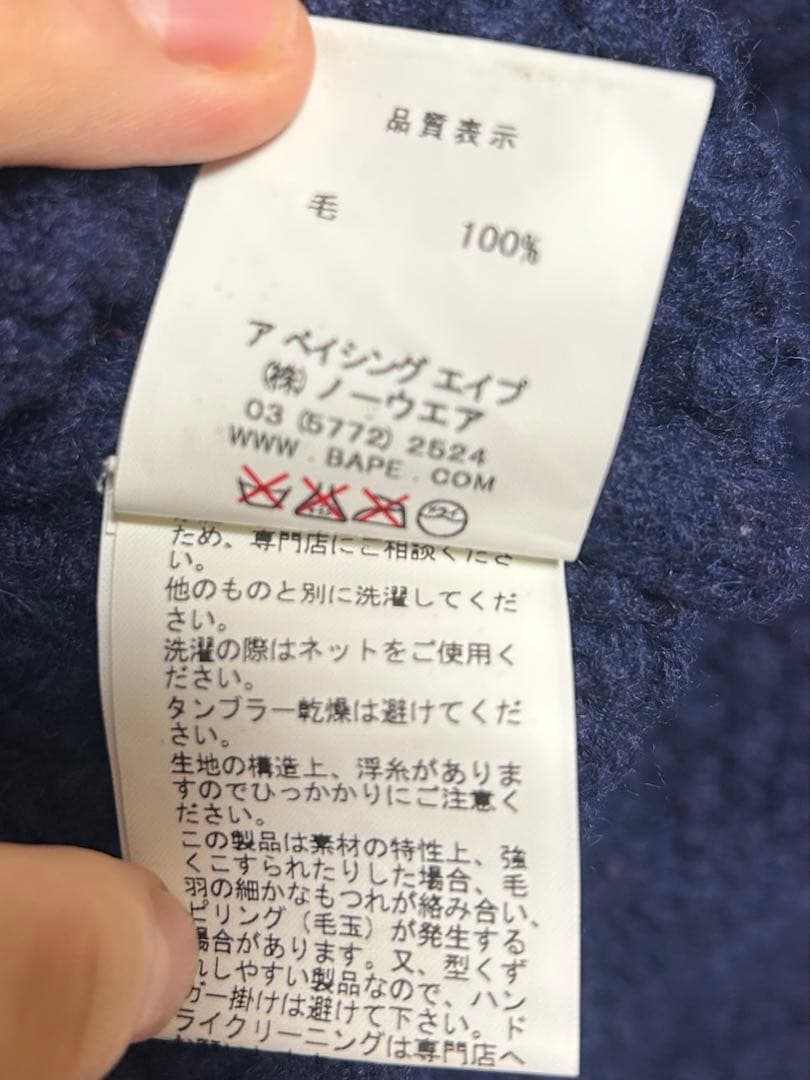 品質表示
毛 100%
ア ベイシング エイプ
(株) ノーウエア
03 (5772) 2524
WWW . BAPE . COM
ドライ
ため、専門店にご相談くださ
い。
他のものと別に洗濯してくだ
さい。
洗濯の際はネットをご使用く
ださい。
タンブラー乾燥は避けてくだ
さい。
生地の構造上、浮糸がありま
すのでひっかかりにご注意く
ださい。
この製品は素材の特性上、強
くこすられたりした場合、毛
羽の細かなもつれが絡み合い、
ピリング(毛玉)が発生する
場合があります。又、型くず
れしやすい製品なので、ハン
ガー掛けは避けて下さい。ド
ライクリーニングは専門店へ